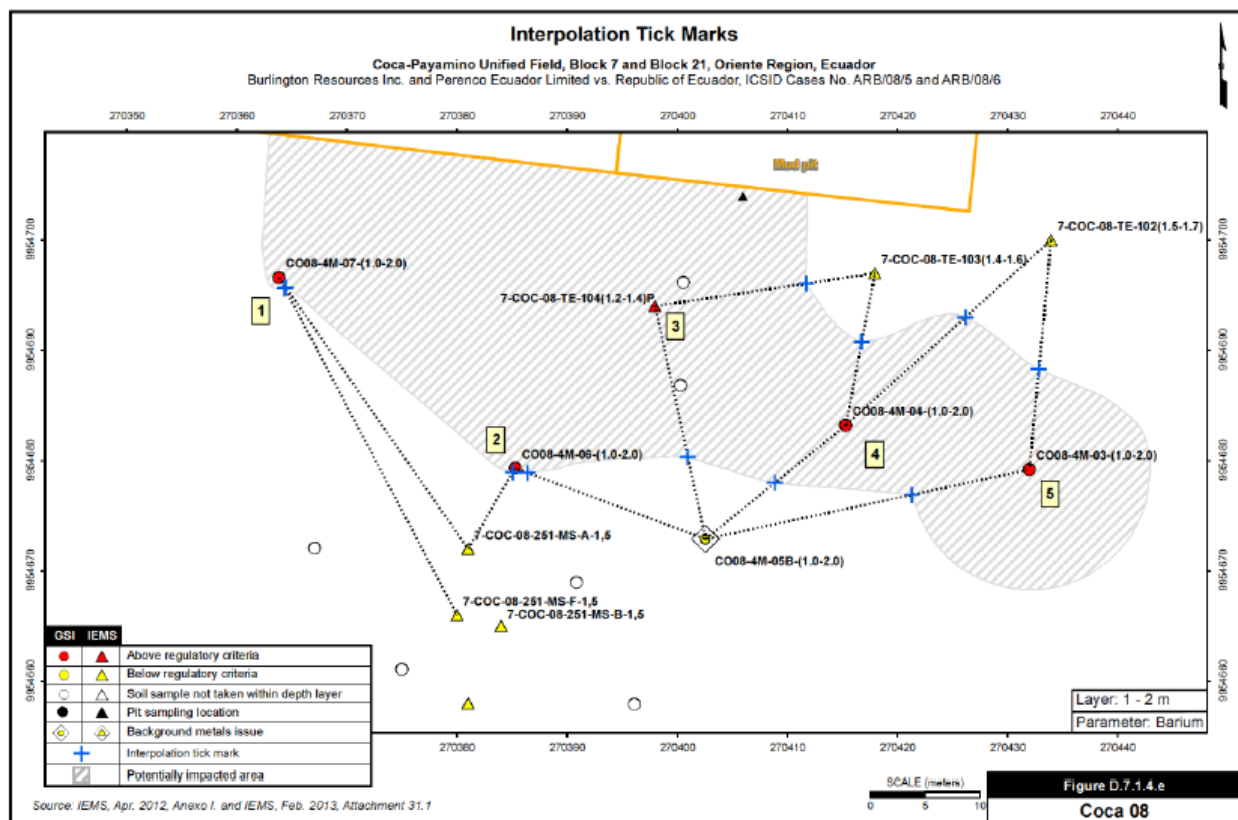 Interpolation Tick Marks
Coca-Payamino Unified Field, Block 7 and Block 21, Oriente Region, Ecuador
Burlington Resources Inc. and Perenco Ecuador Limited vs. Republic of Ecuador, ICSID Cases No. ARB/08/5 and ARB/08/6
270350 270360 270370 270380 270390 270400 270410 270420 270430 270440
Mud pit
9954700 9954700
7-COC-08-TE-102(1.5-1.7)
7-COC-08-TE-103(1.4-1.6)
CO08-4M-07-(1.0-2.0)
7-COC-08-TE-104(1.2-1.4)P
1
3
9954690 9954690
CO08-4M-04-(1.0-2.0)
2
CO08-4M-06-(1.0-2.0)
4
CO08-4M-03-(1.0-2.0)
9954680 9954680
5
7-COC-08-251-MS-A-1,5
CO08-4M-05B-(1.0-2.0)
9954670 9954670
7-COC-08-251-MS-F-1,5
7-COC-08-251-MS-B-1,5
GSI IEMS
Above regulatory criteria
Below regulatory criteria
9954660 9954660
Soil sample not taken within depth layer
Layer: 1 - 2 m
Pit sampling location
Parameter: Barium
Background metals issue
Interpolation tick mark
270380 270390 270400 270410 270420 270430 270440
Potentially impacted area
SCALE (meters)
0 5 10
Figure D.7.1.4.e
Source: IEMS, Apr. 2012, Anexo I. and IEMS, Feb. 2013, Attachment 31.1
Coca 08